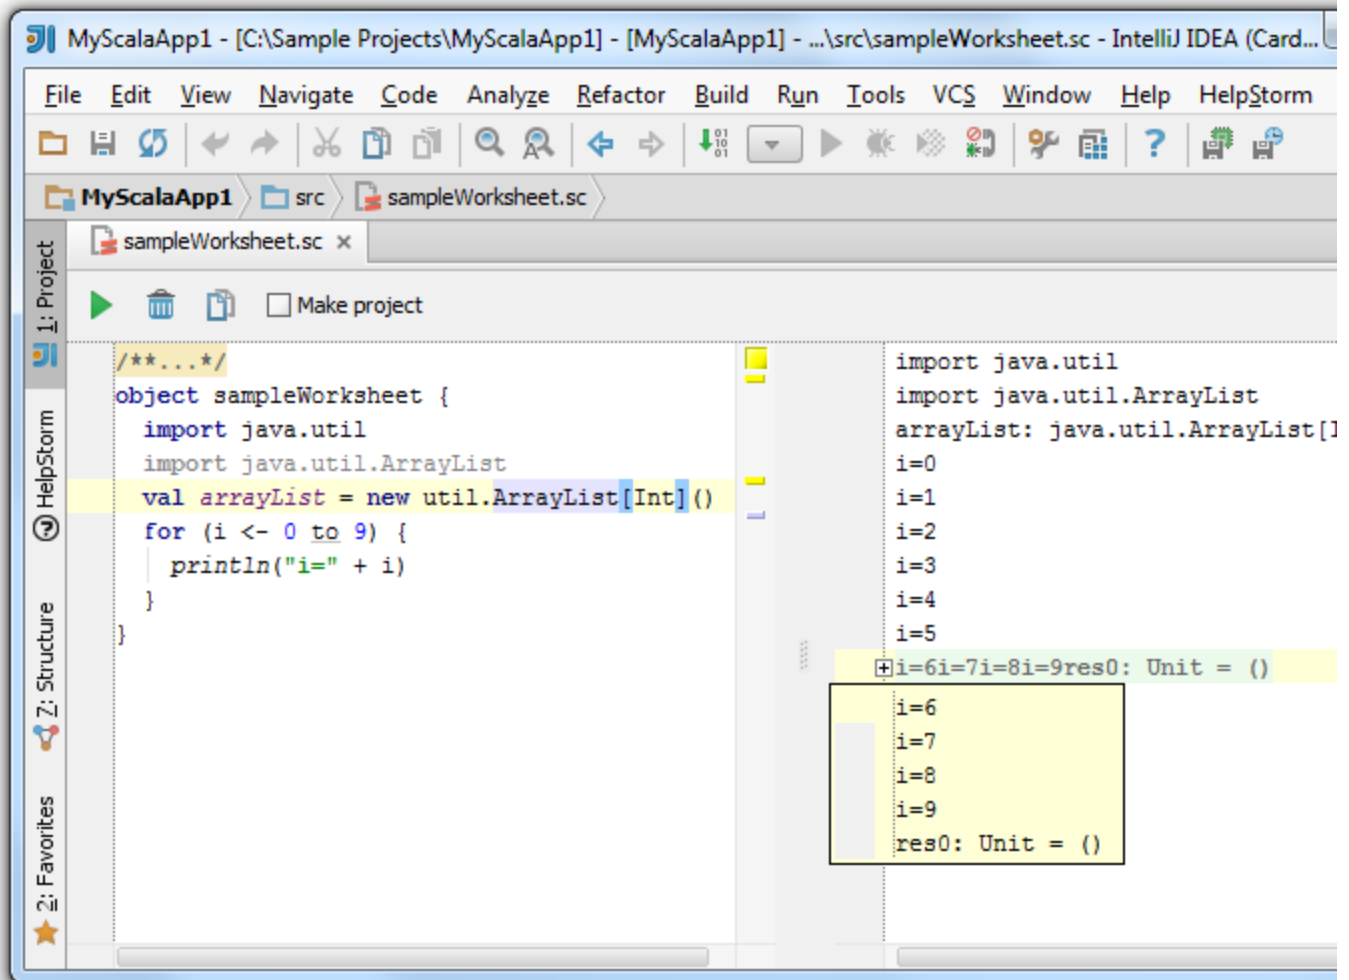 MyScalaApp1 - [C:\Sample Projects\MyScalaApp1] - [MyScalaApp1] - ...\src\sampleWorksheet.sc - IntelliJ IDEA (Card...
File Edit View Navigate Code Analyze Refactor Build Run Tools VCS Window Help HelpStorm
MyScalaApp1 src sampleWorksheet.sc
sampleWorksheet.sc
1: Project
HelpStorm
7: Structure
2: Favorites
Make project
/**...*/
object sampleWorksheet {
import java.util
import java.util.ArrayList
val arrayList = new util.ArrayList[Int]()
for (i <- 0 to 9) {
println("i=" + i)
}
}
import java.util
import java.util.ArrayList
arrayList: java.util.ArrayList[
i=0
i=1
i=2
i=3
i=4
i=5
i=6i=7i=8i=9res0: Unit = ()
i=6
i=7
i=8
i=9
res0: Unit = ()